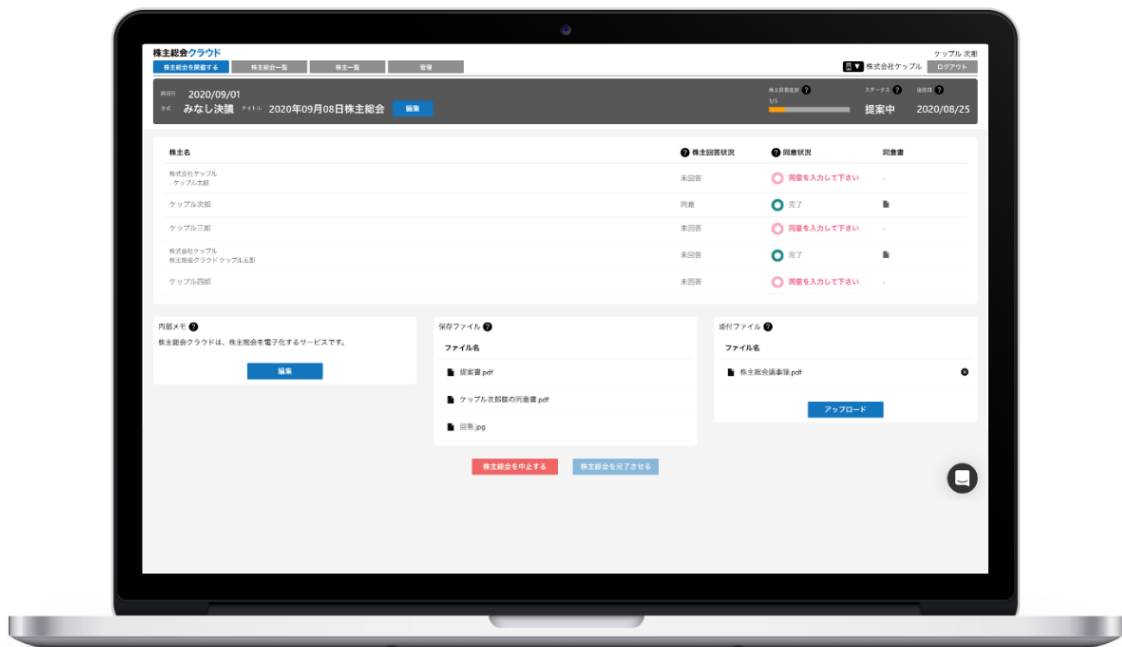 株主総会クラウド
ケップル 次郎
株主総会を開催する
株主総会一覧
株主一覧
管理
株式会社ケップル
ログアウト
2020/09/01
みなし決議 タイトル 2020年09月08日株主総会 編集
1/5
ステータス
提案中
2020/08/25
株主名
株主回答状況
同意状況
同意書
株式会社ケップル
- ケップル太郎
未回答
同意を入力して下さい
-
ケップル次郎
同意
完了
ケップル三郎
未回答
同意を入力して下さい
-
株式会社ケップル
株主総会クラウド ケップル五郎
未回答
完了
ケップル四郎
未回答
同意を入力して下さい
-
内部メモ
株主総会クラウドは、株主総会を電子化するサービスです。
編集
保存ファイル
ファイル名
提案書.pdf
ケップル次郎様の同意書.pdf
回答.jpg
添付ファイル
ファイル名
株主総会議事録.pdf
アップロード
株主総会を中止する
株主総会を完了させる